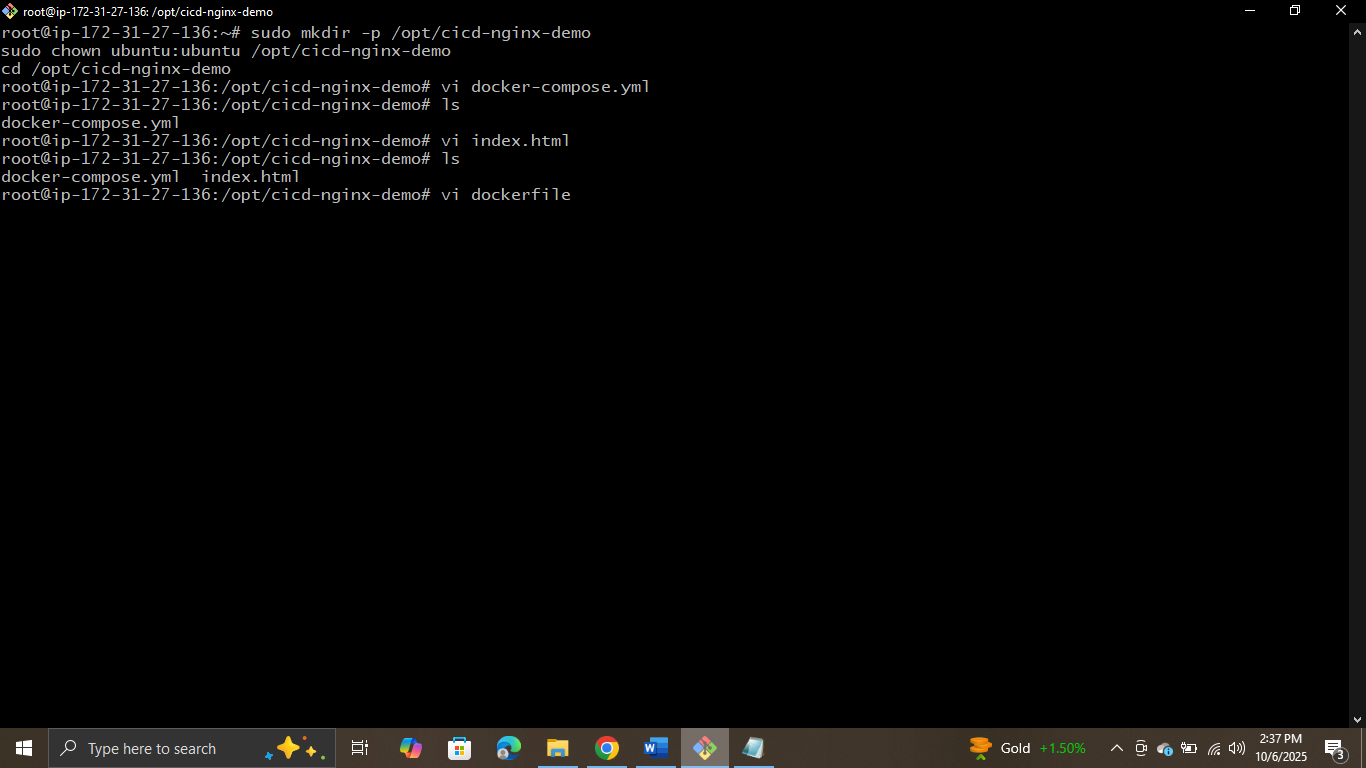 root@ip-172-31-27-136: /opt/cicd-nginx-demo
root@ip-172-31-27-136:~# sudo mkdir -p /opt/cicd-nginx-demo
sudo chown ubuntu:ubuntu /opt/cicd-nginx-demo
cd /opt/cicd-nginx-demo
root@ip-172-31-27-136:/opt/cicd-nginx-demo# vi docker-compose.yml
root@ip-172-31-27-136:/opt/cicd-nginx-demo# ls
docker-compose.yml
root@ip-172-31-27-136:/opt/cicd-nginx-demo# vi index.html
root@ip-172-31-27-136:/opt/cicd-nginx-demo# ls
docker-compose.yml  index.html
root@ip-172-31-27-136:/opt/cicd-nginx-demo# vi dockerfile
Type here to search
Gold +1.50%
2:37 PM
10/6/2025
3